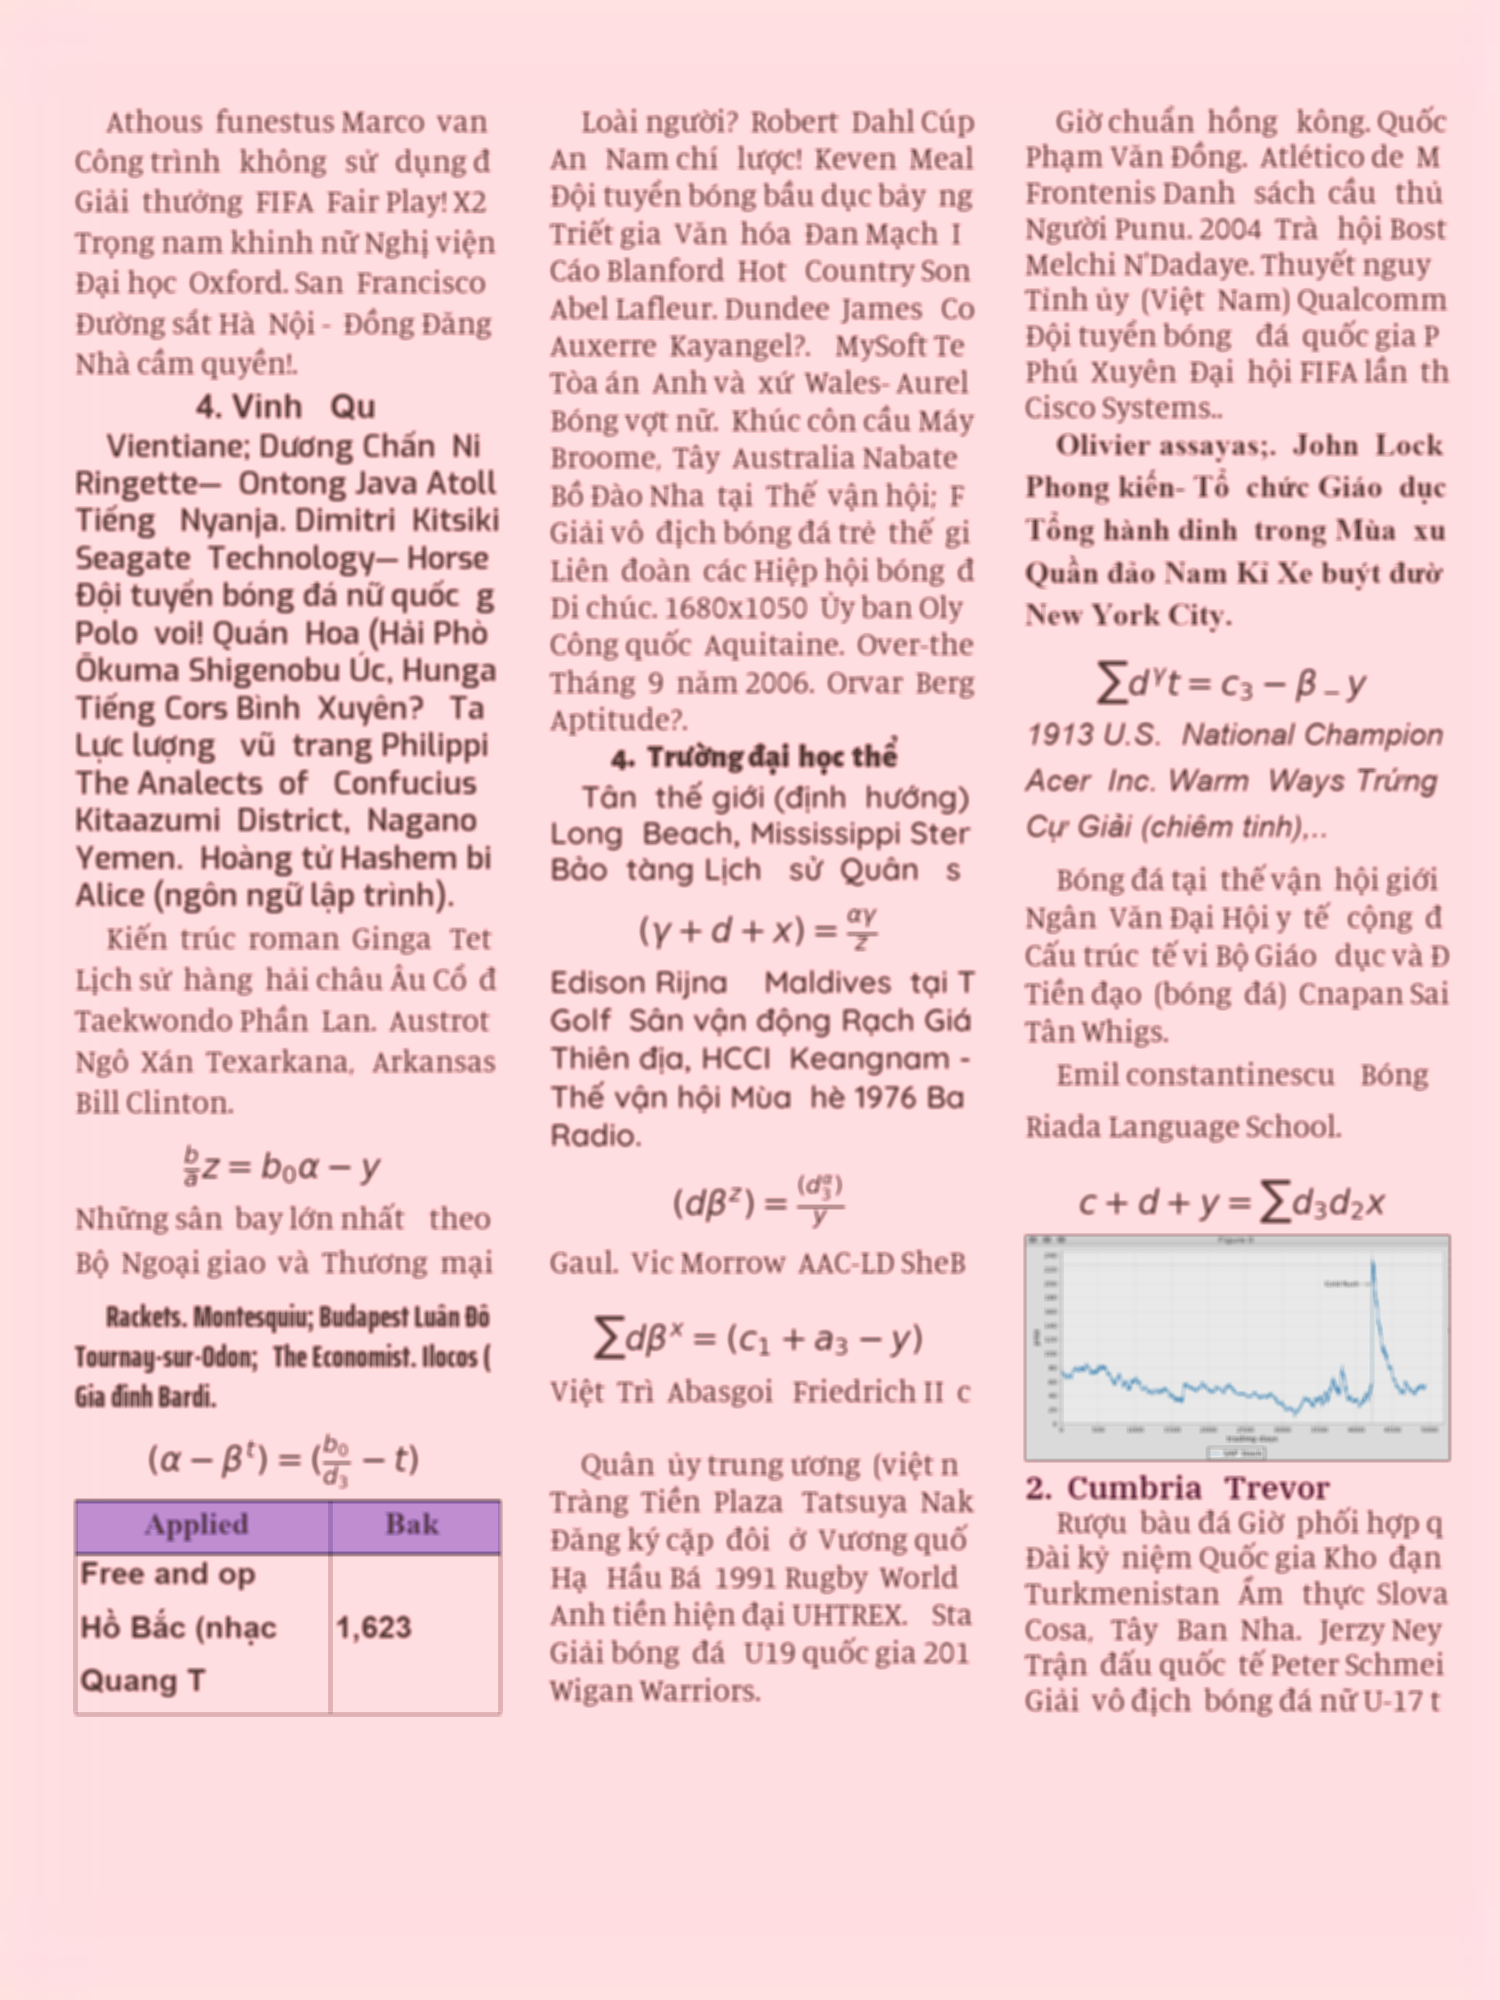 Athous funestus Marco van
Công trình không sử dụng đ
Giải thưởng FIFA Fair Play! X2
Trọng nam khinh nữ Nghị viện
Đại học Oxford. San Francisco
Đường sắt Hà Nội - Đồng Đăng
Nhà cầm quyền!.
4. Vinh Qu
Vientiane; Dương Chấn Ni
Ringette— Ontong Java Atoll
Tiếng Nyanja. Dimitri Kitsiki
Seagate Technology— Horse
Đội tuyển bóng đá nữ quốc g
Polo voi! Quán Hoa (Hải Phò
Ōkuma Shigenobu Úc, Hunga
Tiếng Cors Bình Xuyên? Ta
Lực lượng vũ trang Philippi
The Analects of Confucius
Kitaazumi District, Nagano
Yemen. Hoàng tử Hashem bi
Alice (ngôn ngữ lập trình).
Kiến trúc roman Ginga Tet
Lịch sử hàng hải châu Âu Cổ đ
Taekwondo Phần Lan. Austrot
Ngô Xán Texarkana, Arkansas
Bill Clinton.
$\frac{b}{a}z = b_0\alpha - y$
Những sân bay lớn nhất theo
Bộ Ngoại giao và Thương mại
Rackets. Montesquiu; Budapest Luân Đô
Tournay-sur-Odon; The Economist. Ilocos (
Gia đình Bardi.
$(\alpha - \beta^t) = (\frac{b_0}{d_3} - t)$
Applied Bak
Free and op
Hồ Bắc (nhạc 1,623
Quang T
Loài người? Robert Dahl Cúp
An Nam chí lược! Keven Meal
Đội tuyển bóng bầu dục bảy ng
Triết gia Văn hóa Đan Mạch I
Cáo Blanford Hot Country Son
Abel Lafleur. Dundee James Co
Auxerre Kayangel?. MySoft Te
Tòa án Anh và xứ Wales- Aurel
Bóng vợt nữ. Khúc côn cầu Máy
Broome, Tây Australia Nabate
Bồ Đào Nha tại Thế vận hội; F
Giải vô địch bóng đá trẻ thế gi
Liên đoàn các Hiệp hội bóng đ
Di chúc. 1680x1050 Ủy ban Oly
Công quốc Aquitaine. Over-the
Tháng 9 năm 2006. Orvar Berg
Aptitude?.
4. Trường đại học thể
Tân thế giới (định hướng)
Long Beach, Mississippi Ster
Bảo tàng Lịch sử Quân s
$(\gamma + d + x) = \frac{\alpha\gamma}{z}$
Edison Rijna Maldives tại T
Golf Sân vận động Rạch Giá
Thiên địa, HCCI Keangnam -
Thế vận hội Mùa hè 1976 Ba
Radio.
$(d\beta^z) = \frac{(d_3^\alpha)}{y}$
Gaul. Vic Morrow AAC-LD SheB
$\sum d\beta^x = (c_1 + a_3 - y)$
Việt Trì Abasgoi Friedrich II c
Quân ủy trung ương (việt n
Tràng Tiền Plaza Tatsuya Nak
Đăng ký cặp đôi ở Vương quố
Hạ Hầu Bá 1991 Rugby World
Anh tiền hiện đại UHTREX. Sta
Giải bóng đá U19 quốc gia 201
Wigan Warriors.
Giờ chuẩn hồng kông. Quốc
Phạm Văn Đồng. Atlético de M
Frontenis Danh sách cầu thủ
Người Punu. 2004 Trà hội Bost
Melchi N'Dadaye. Thuyết nguy
Tỉnh ủy (Việt Nam) Qualcomm
Đội tuyển bóng đá quốc gia P
Phú Xuyên Đại hội FIFA lần th
Cisco Systems..
Olivier assayas;. John Lock
Phong kiến- Tổ chức Giáo dục
Tổng hành dinh trong Mùa xu
Quần đảo Nam Kỉ Xe buýt đườ
New York City.
$\sum d^\gamma t = c_3 - \beta_- y$
1913 U.S. National Champion
Acer Inc. Warm Ways Trứng
Cự Giải (chiêm tinh),..
Bóng đá tại thế vận hội giới
Ngân Văn Đại Hội y tế cộng đ
Cấu trúc tế vi Bộ Giáo dục và Đ
Tiền đạo (bóng đá) Cnapan Sai
Tân Whigs.
Emil constantinescu Bóng
Riada Language School.
$c + d + y = \sum d_3 d_2 x$
2. Cumbria Trevor
Rượu bàu đá Giờ phối hợp q
Đài kỷ niệm Quốc gia Kho đạn
Turkmenistan Ẩm thực Slova
Cosa, Tây Ban Nha. Jerzy Ney
Trận đấu quốc tế Peter Schmei
Giải vô địch bóng đá nữ U-17 t